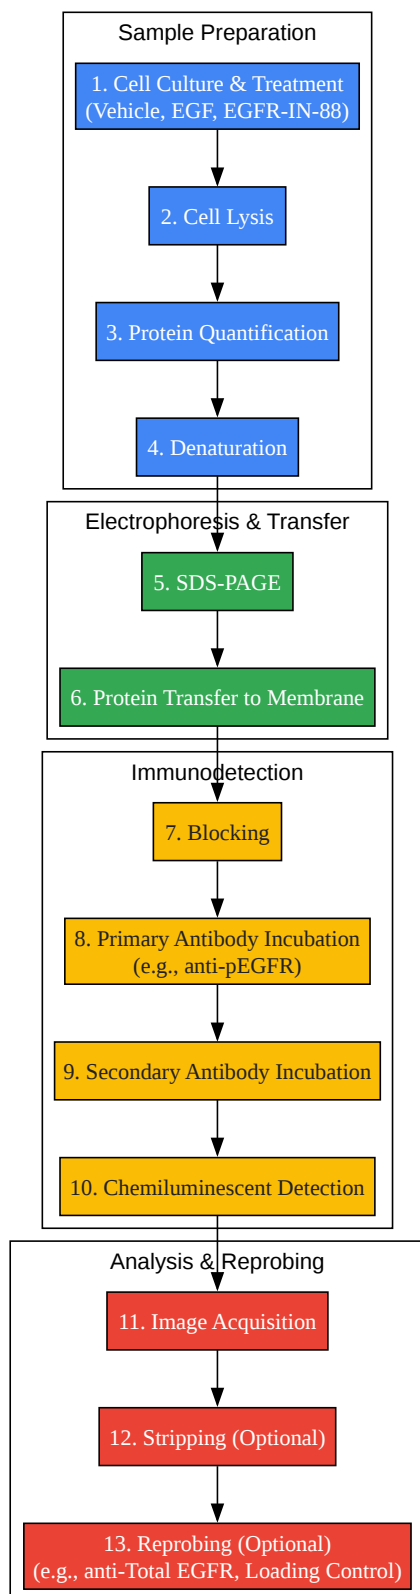 Sample Preparation
1. Cell Culture & Treatment
(Vehicle, EGF, EGFR-IN-88)
2. Cell Lysis
3. Protein Quantification
4. Denaturation
Electrophoresis & Transfer
5. SDS-PAGE
6. Protein Transfer to Membrane
Immunodetection
7. Blocking
8. Primary Antibody Incubation
(e.g., anti-pEGFR)
9. Secondary Antibody Incubation
10. Chemiluminescent Detection
Analysis & Reprobing
11. Image Acquisition
12. Stripping (Optional)
13. Reprobing (Optional)
(e.g., anti-Total EGFR, Loading Control)